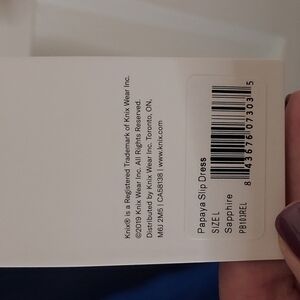 Knix® is a Registered Trademark of Knix Wear Inc.
©2019 Knix Wear Inc. All Rights Reserved.
Distributed by Knix Wear Inc. Toronto, ON,
M6J 2M5 | CA58138 | www.knix.com
Papaya Slip Dress
SIZE L
Sapphire
PB103REL
8 43676 07303 5